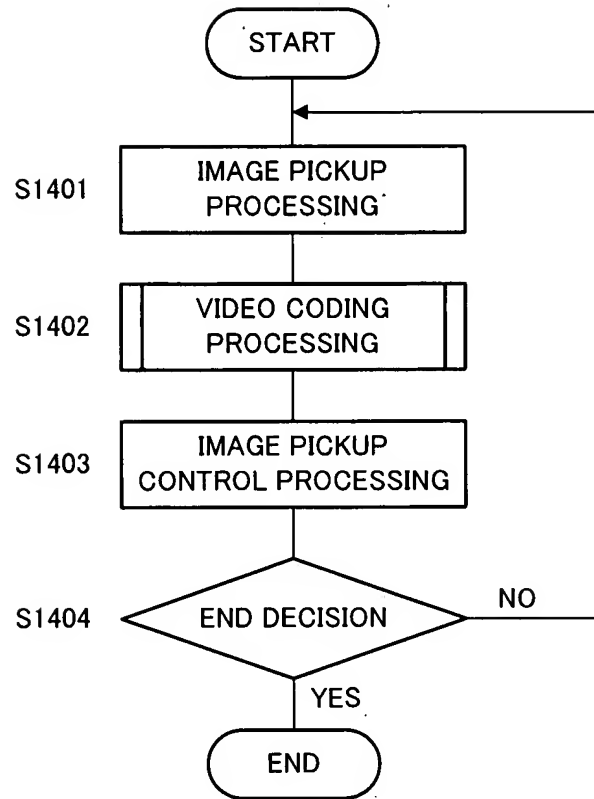 START
S1401
IMAGE PICKUP
PROCESSING
S1402
VIDEO CODING
PROCESSING
S1403
IMAGE PICKUP
CONTROL PROCESSING
S1404
END DECISION
NO
YES
END